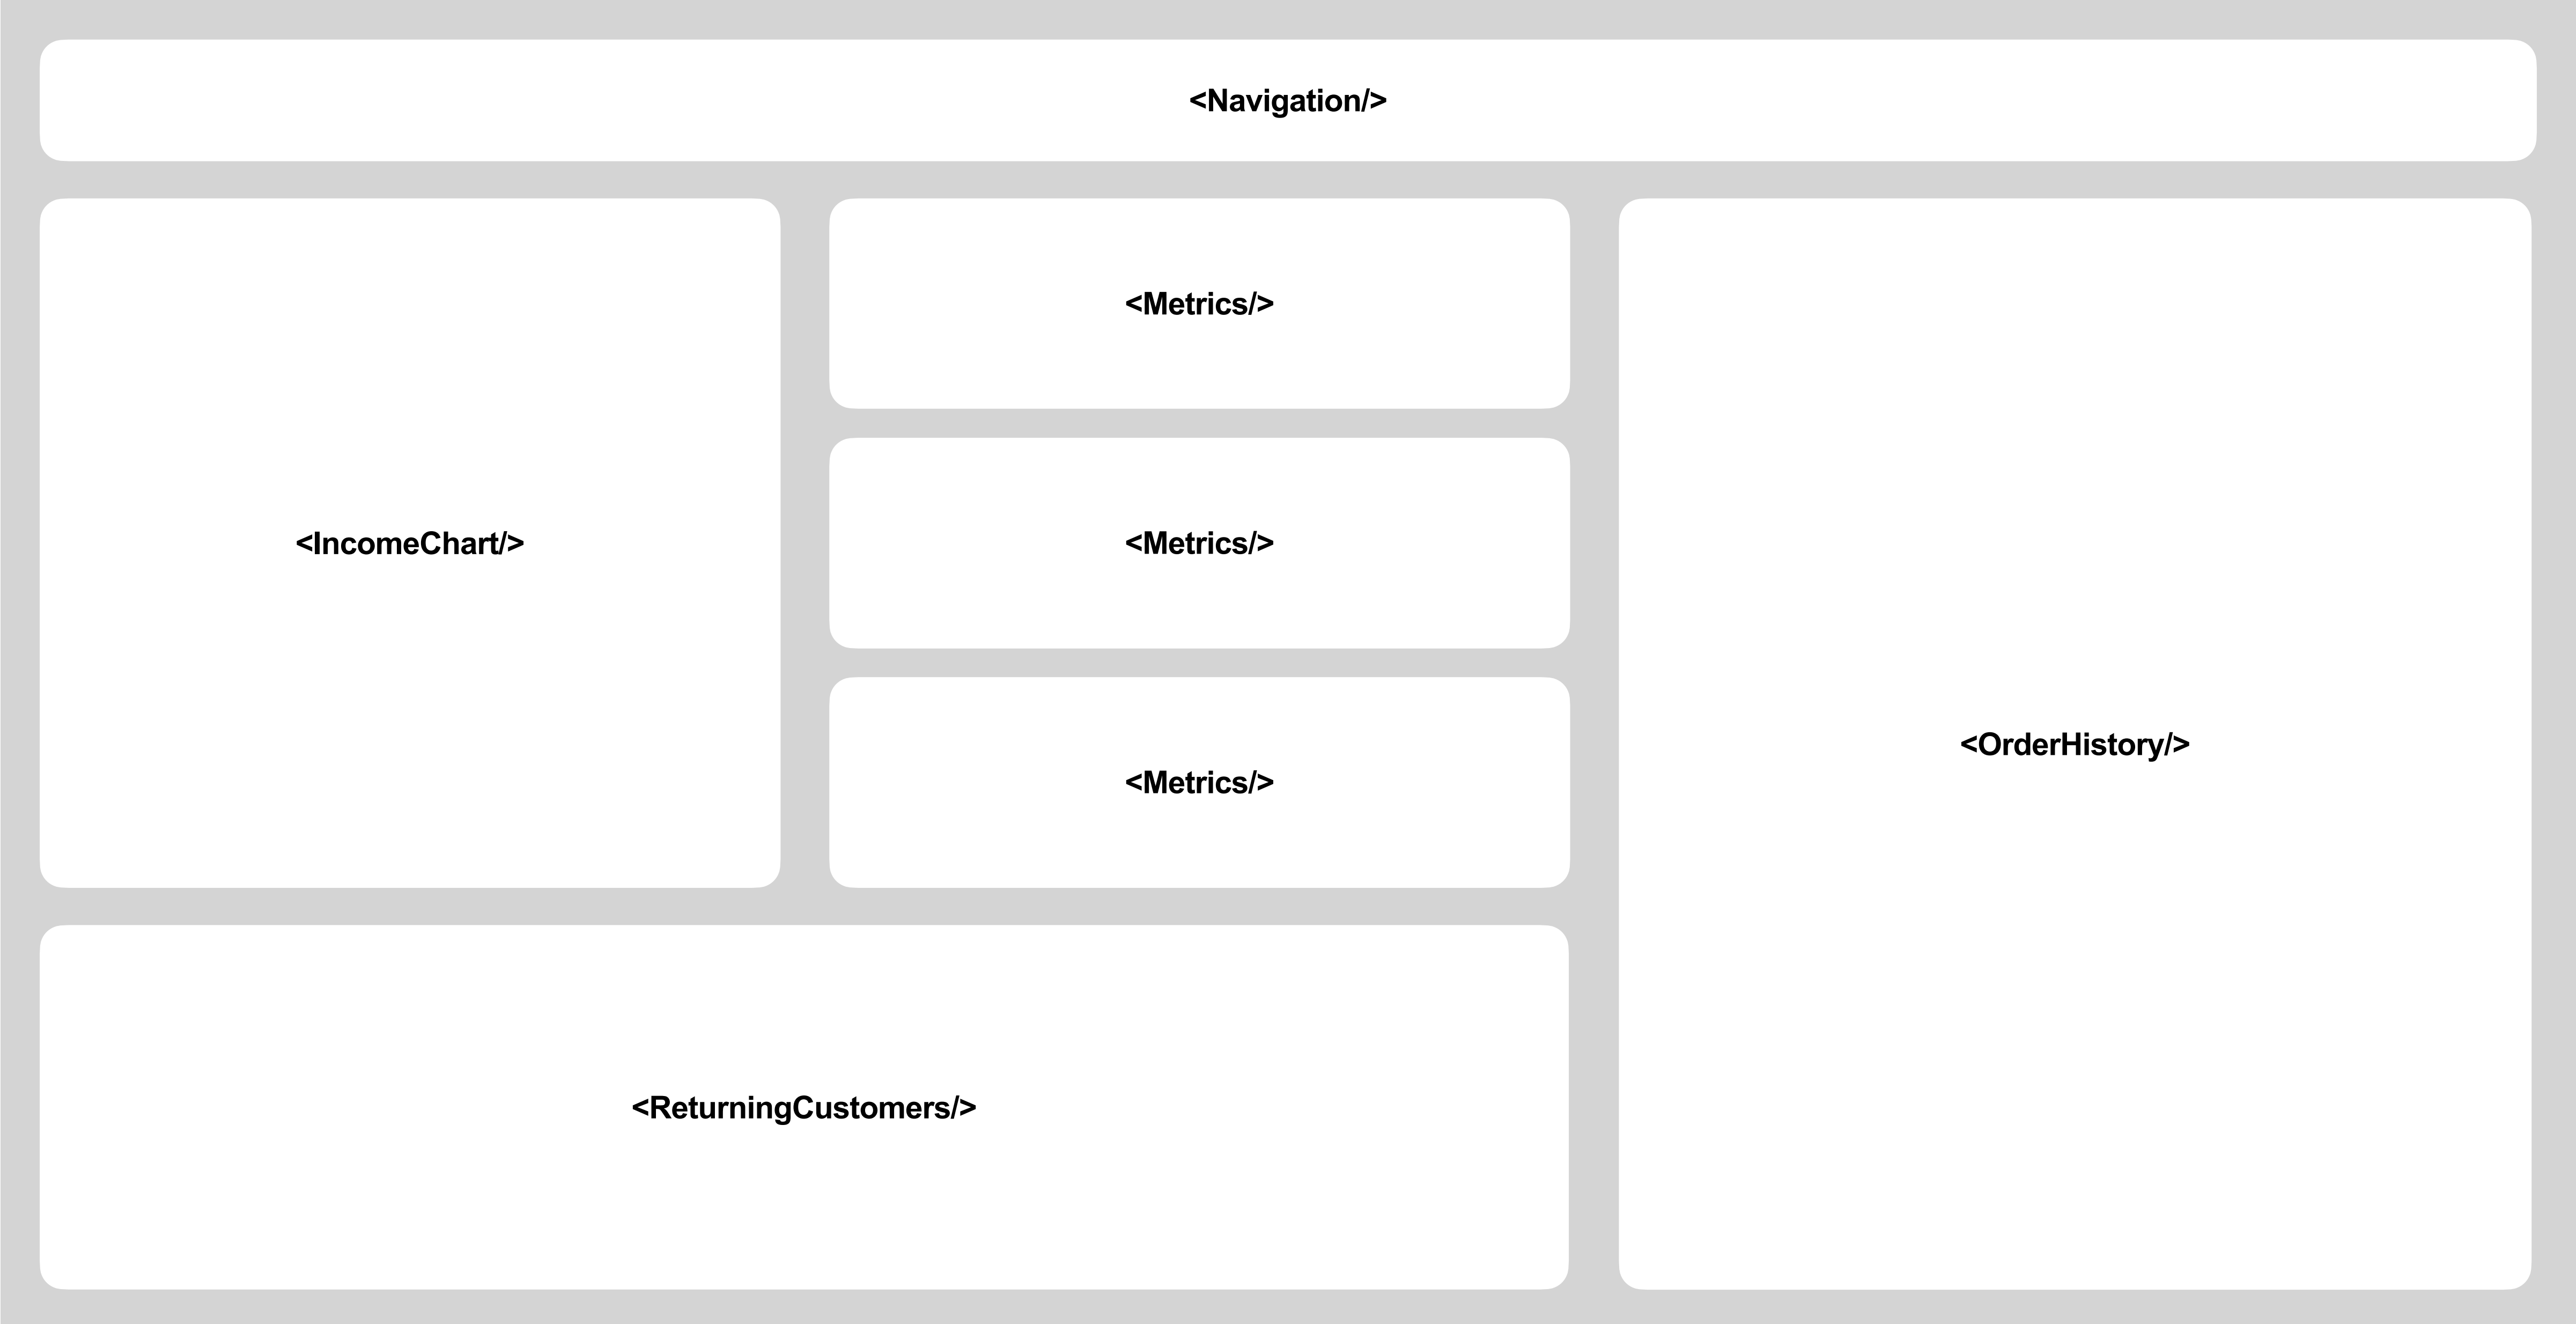 <Navigation/>
<IncomeChart/>
<Metrics/>
<Metrics/>
<Metrics/>
<OrderHistory/>
<ReturningCustomers/>